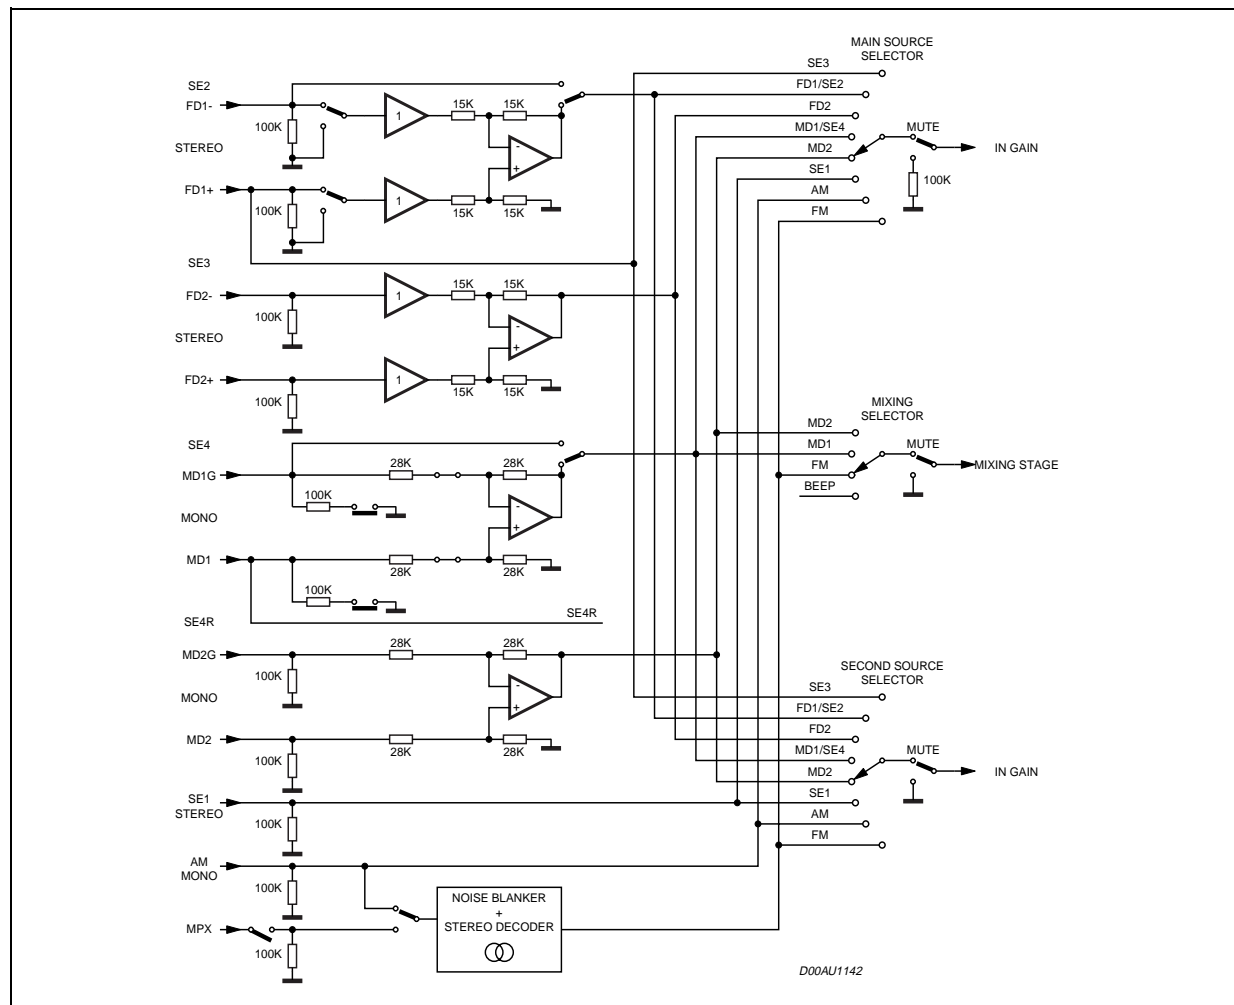 MAIN SOURCE
SELECTOR
SE3
SE2
FD1/SE2
FD1-
15K
15K
FD2
1
100K
MD1/SE4
MUTE
STEREO
-
+
MD2
IN GAIN
SE1
100K
FD1+
AM
1
100K
15K
15K
FM
SE3
15K
15K
FD2-
1
100K
STEREO
-
+
FD2+
1
100K
15K
15K
MIXING
SELECTOR
MD2
SE4
MD1
MUTE
28K
28K
FM
MIXING STAGE
MD1G
100K
BEEP
MONO
-
+
MD1
28K
28K
100K
SE4R
SE4R
28K
28K
MD2G
SECOND SOURCE
SELECTOR
100K
SE3
MONO
-
+
FD1/SE2
FD2
MD2
28K
28K
MD1/SE4
MUTE
100K
MD2
IN GAIN
SE1
STEREO
SE1
100K
AM
FM
AM
MONO
100K
NOISE BLANKER
+
STEREO DECODER
MPX
100K
D00AU1142